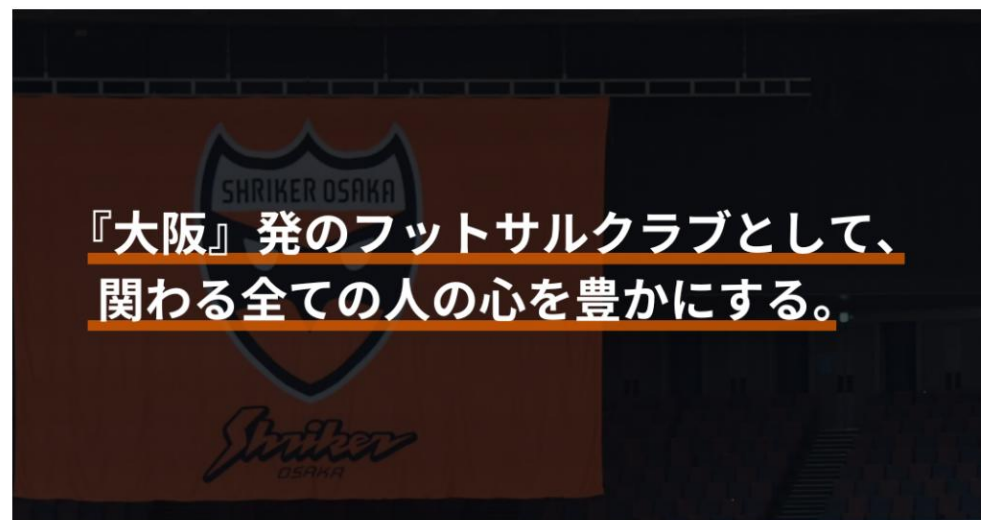 SHRIKER OSAKA
『大阪』発のフットサルクラブとして、
関わる全ての人の心を豊かにする。
Shriker
OSAKA